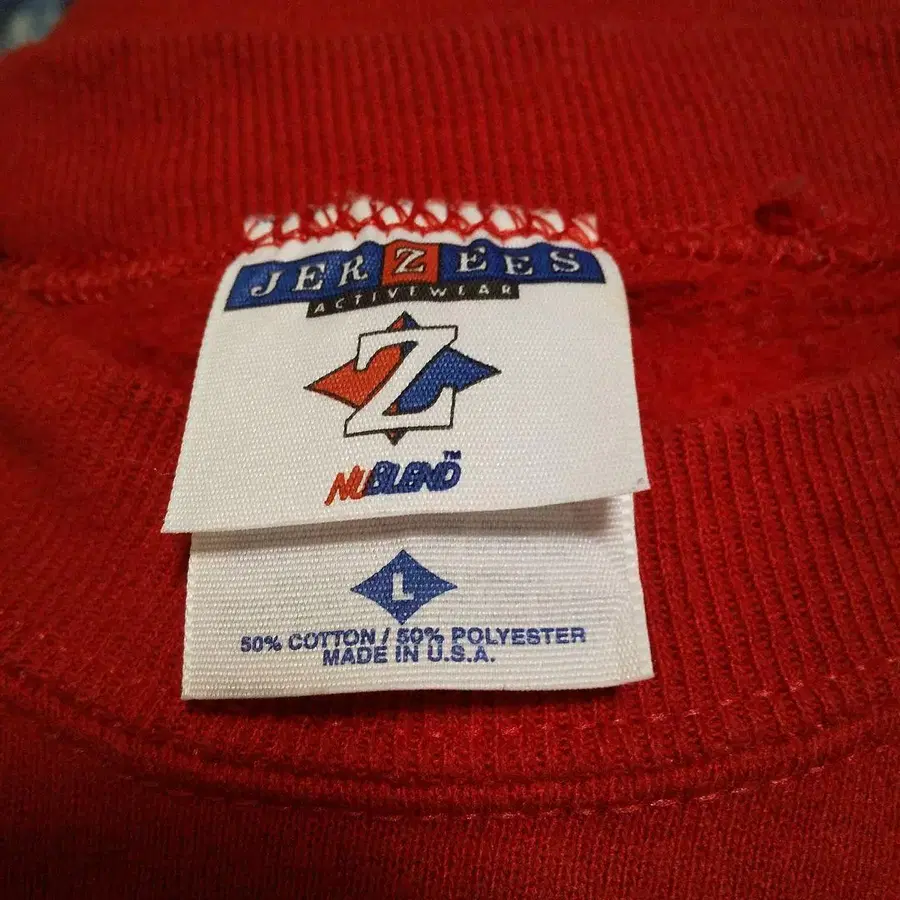 JERZEES
ACTIVEWEAR
Z
NUBLEND™
L
50% COTTON / 50% POLYESTER
MADE IN U.S.A.